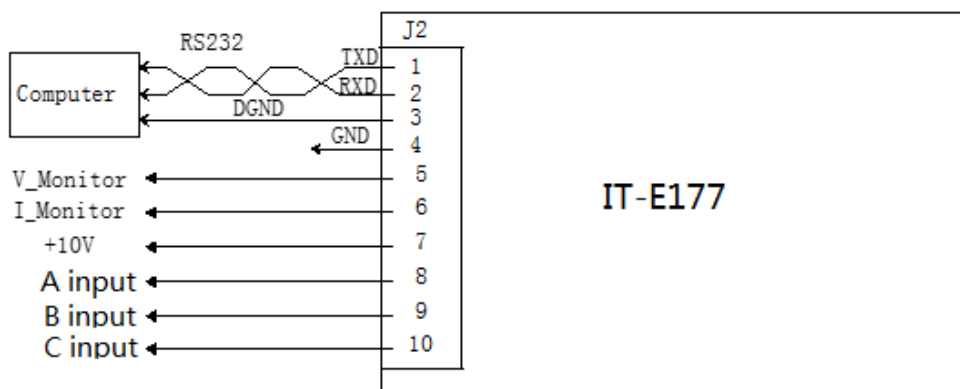 J2
RS232
TXD 1
Computer
RXD 2
DGND 3
GND 4
V_Monitor 5
IT-E177
I_Monitor 6
+10V 7
A input 8
B input 9
C input 10